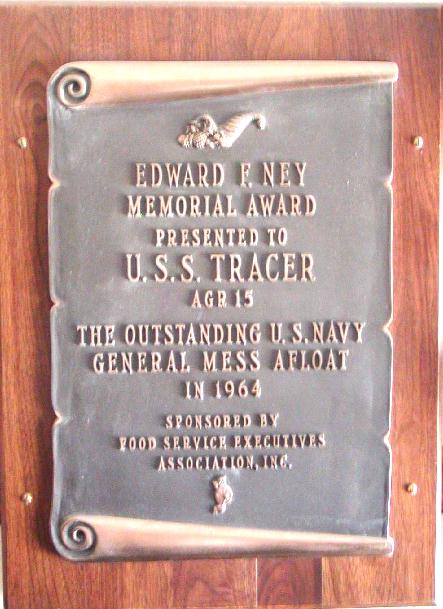 EDWARD F. NEY
MEMORIAL AWARD
PRESENTED TO
U.S.S. TRACER
AGR 15
THE OUTSTANDING U.S. NAVY
GENERAL MESS AFLOAT
IN 1964
SPONSORED BY
FOOD SERVICE EXECUTIVES
ASSOCIATION, INC.